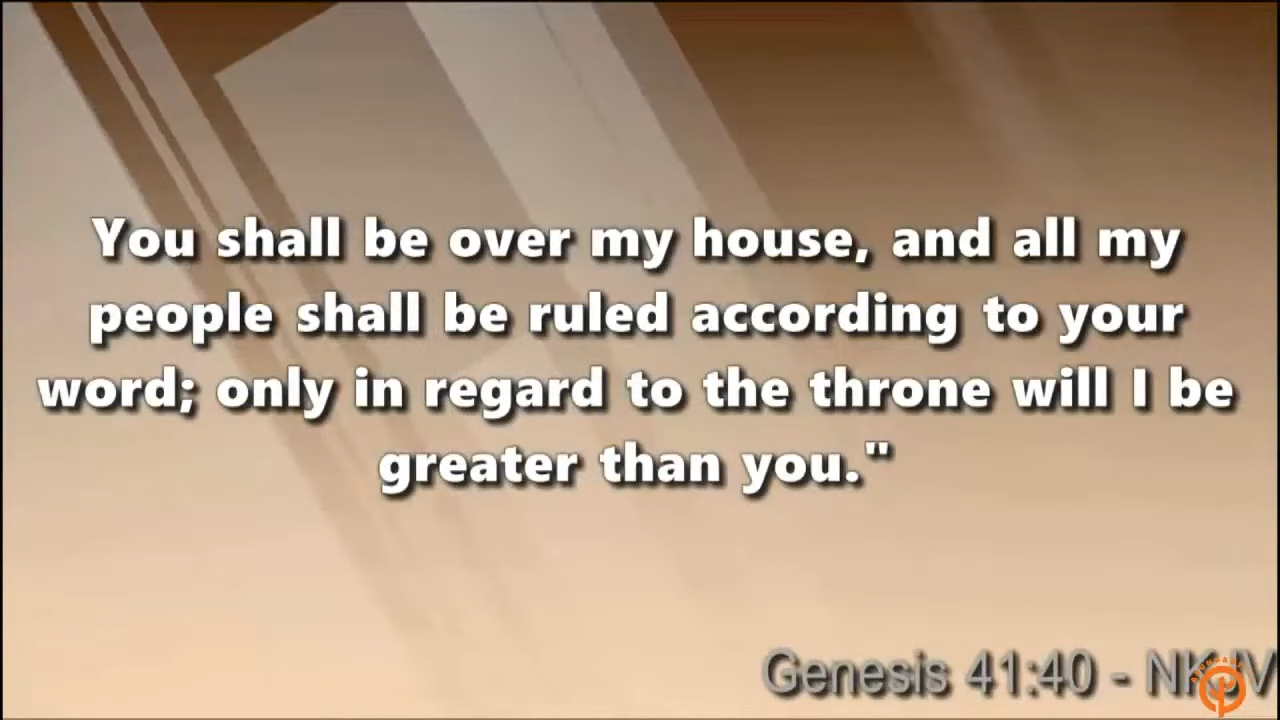 You shall be over my house, and all my
people shall be ruled according to your
word; only in regard to the throne will I be
greater than you."
Genesis 41:40 - NKJV